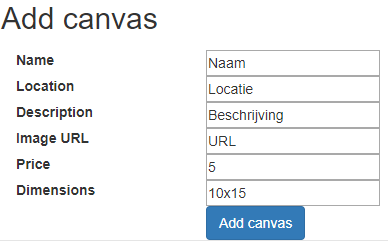 Add canvas
Name Naam
Location Locatie
Description Beschrijving
Image URL URL
Price 5
Dimensions 10x15
Add canvas